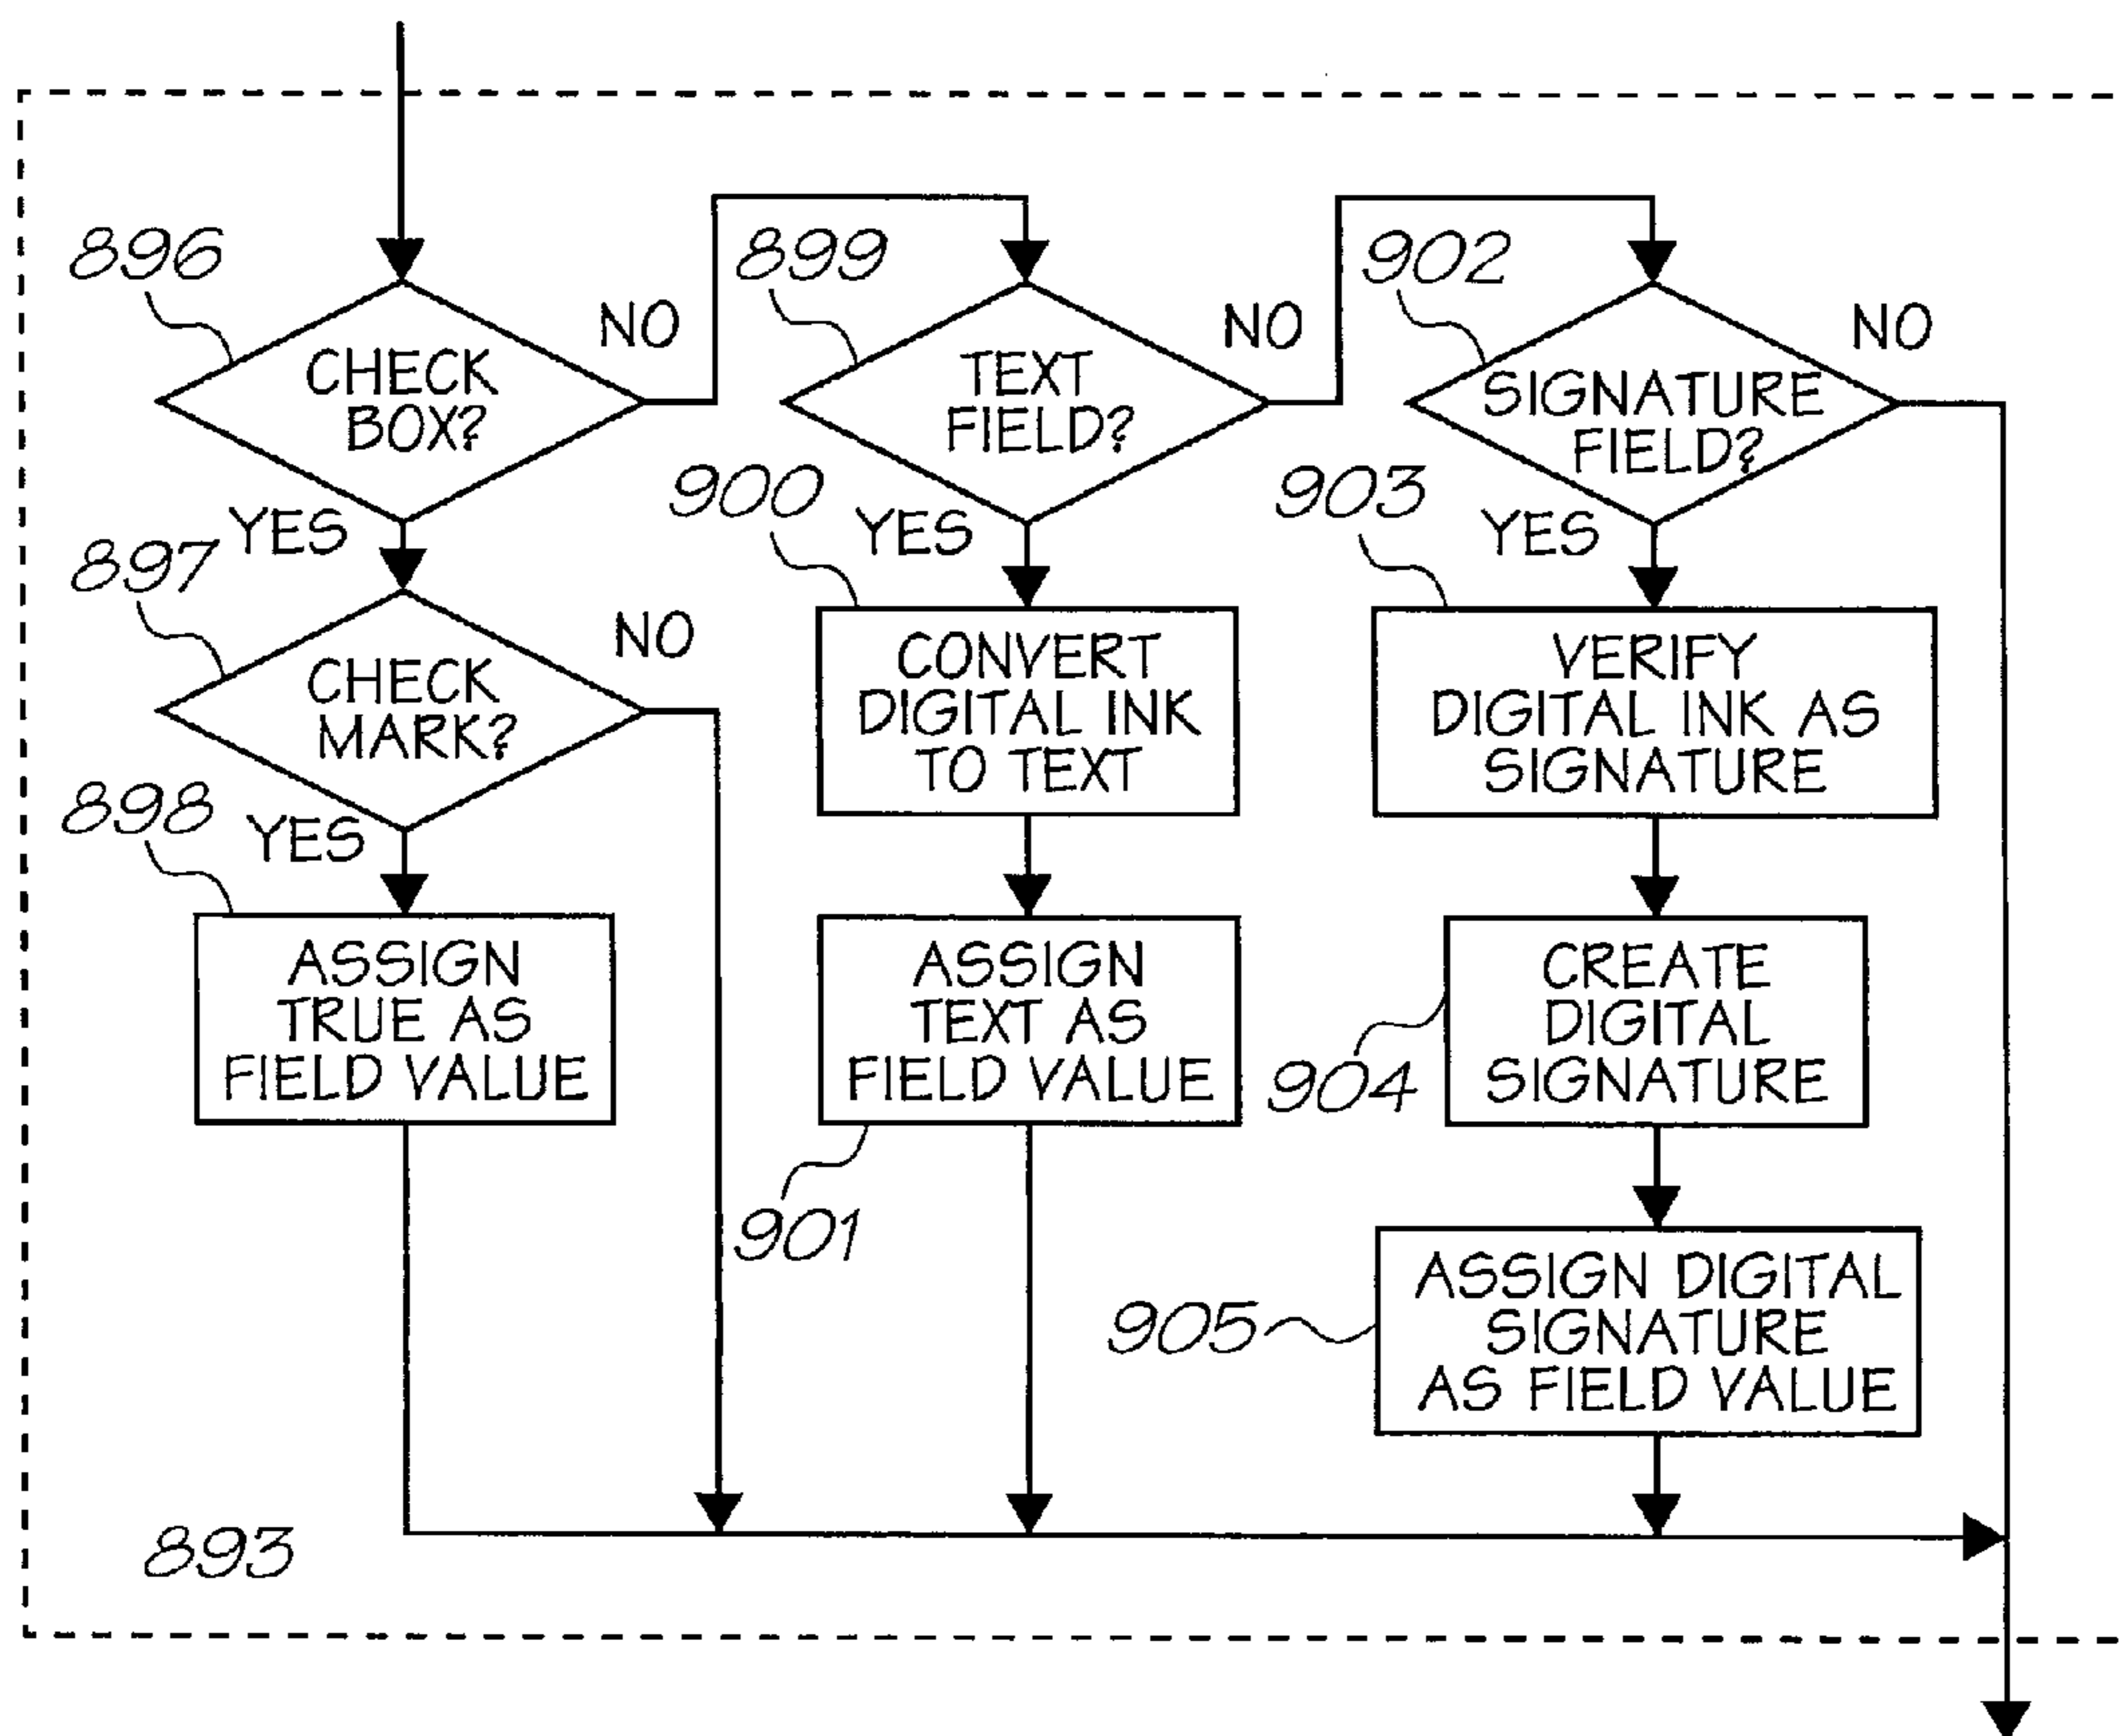 896
CHECK
BOX?
NO
YES
897
CHECK
MARK?
NO
YES
898
ASSIGN
TRUE AS
FIELD VALUE
899
TEXT
FIELD?
NO
YES
900
CONVERT
DIGITAL INK
TO TEXT
ASSIGN
TEXT AS
FIELD VALUE
901
902
SIGNATURE
FIELD?
NO
YES
903
VERIFY
DIGITAL INK AS
SIGNATURE
CREATE
DIGITAL
SIGNATURE
904
ASSIGN DIGITAL
SIGNATURE
AS FIELD VALUE
905
893